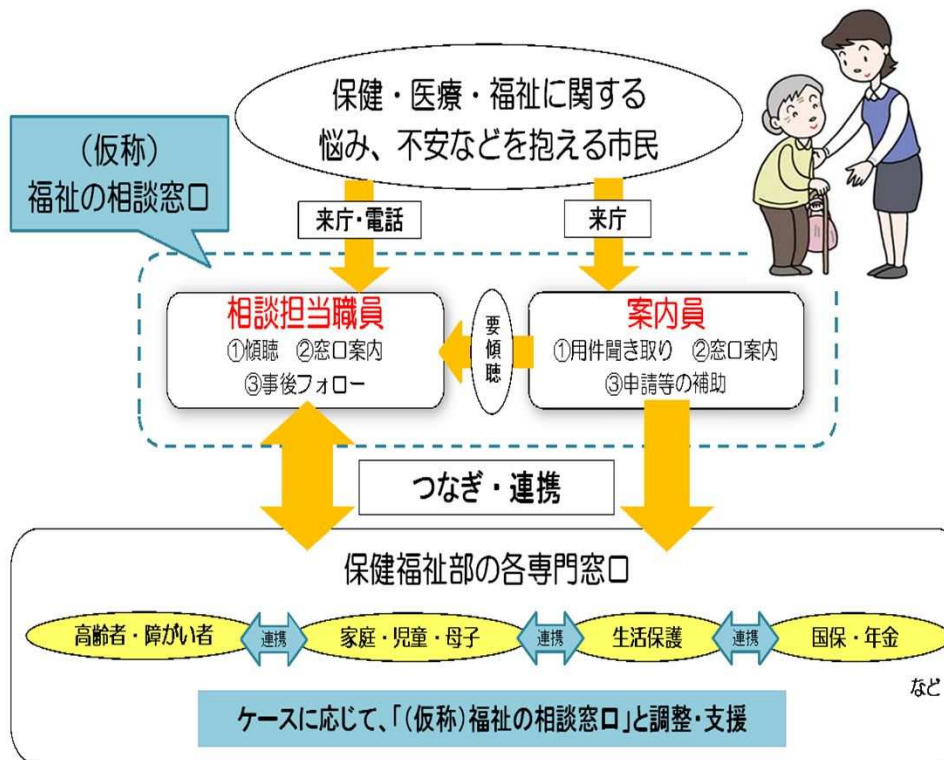 保健・医療・福祉に関する
悩み、不安などを抱える市民
（仮称）
福祉の相談窓口
来庁・電話
来庁
相談担当職員
①傾聴　②窓口案内
③事後フォロー
要傾聴
案内員
①用件聞き取り　②窓口案内
③申請等の補助
つなぎ・連携
保健福祉部の各専門窓口
高齢者・障がい者
連携
家庭・児童・母子
連携
生活保護
連携
国保・年金
など
ケースに応じて、「（仮称）福祉の相談窓口」と調整・支援